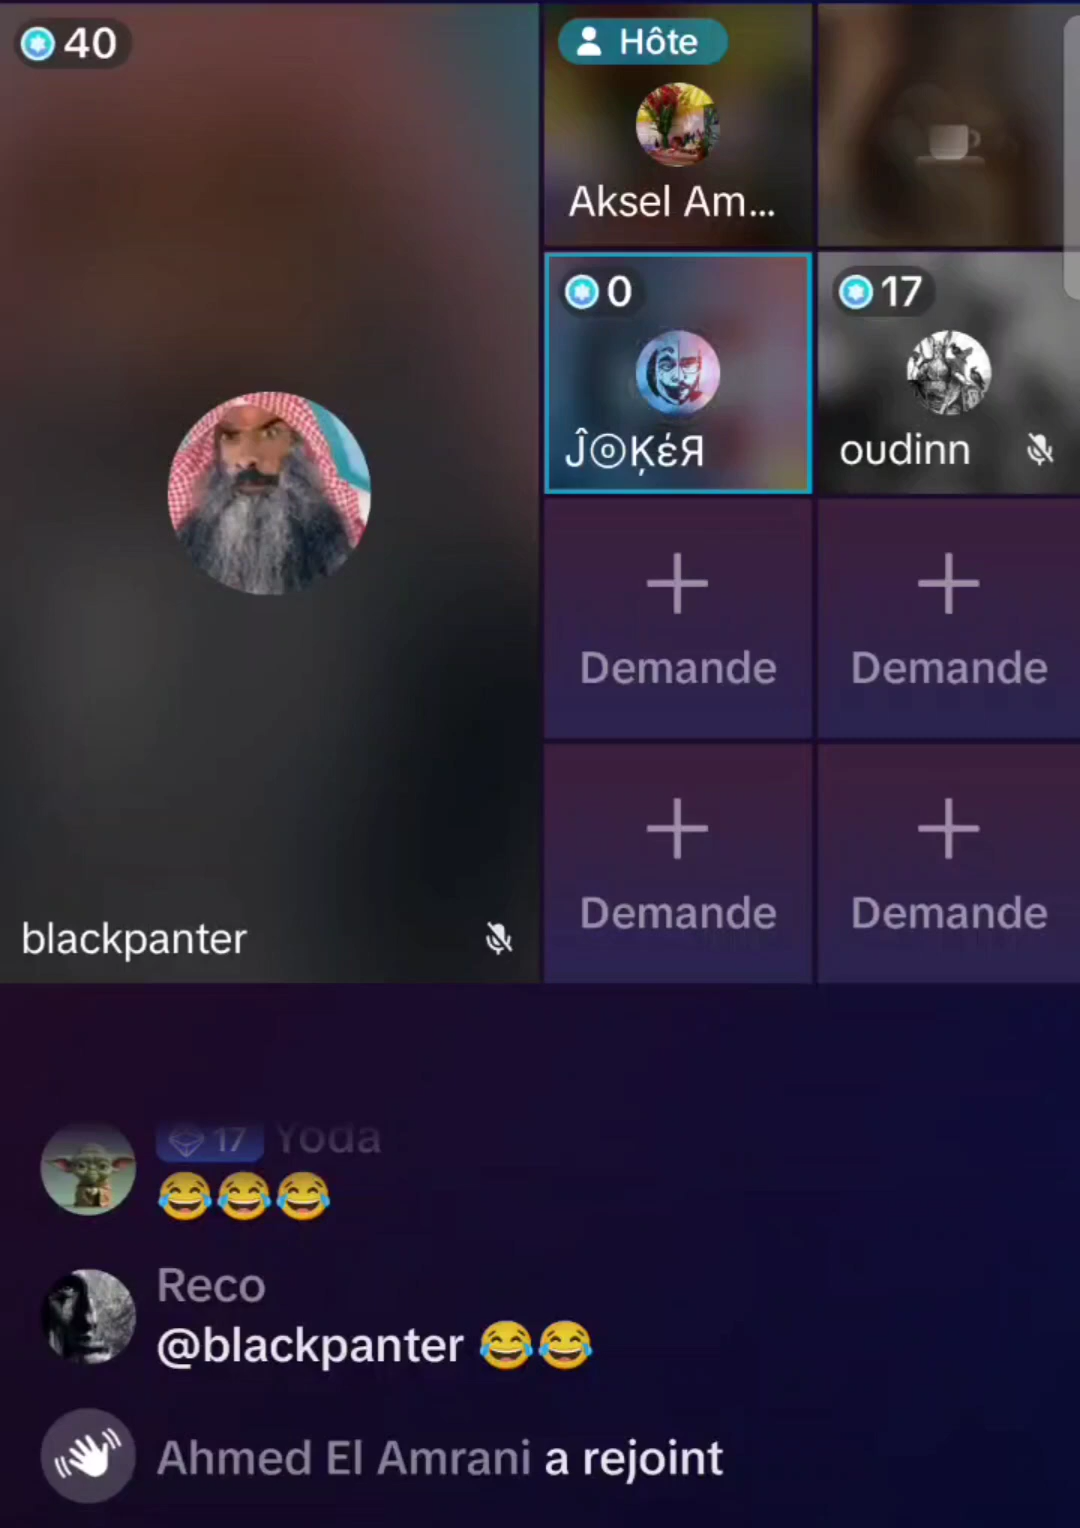 40
Hôte
Aksel Am...
0
17
Ĵ⦾ĶέЯ
oudinn
Demande
Demande
Demande
Demande
blackpanter
17 Yoda
😂😂😂
Reco
@blackpanter 😂😂
Ahmed El Amrani a rejoint